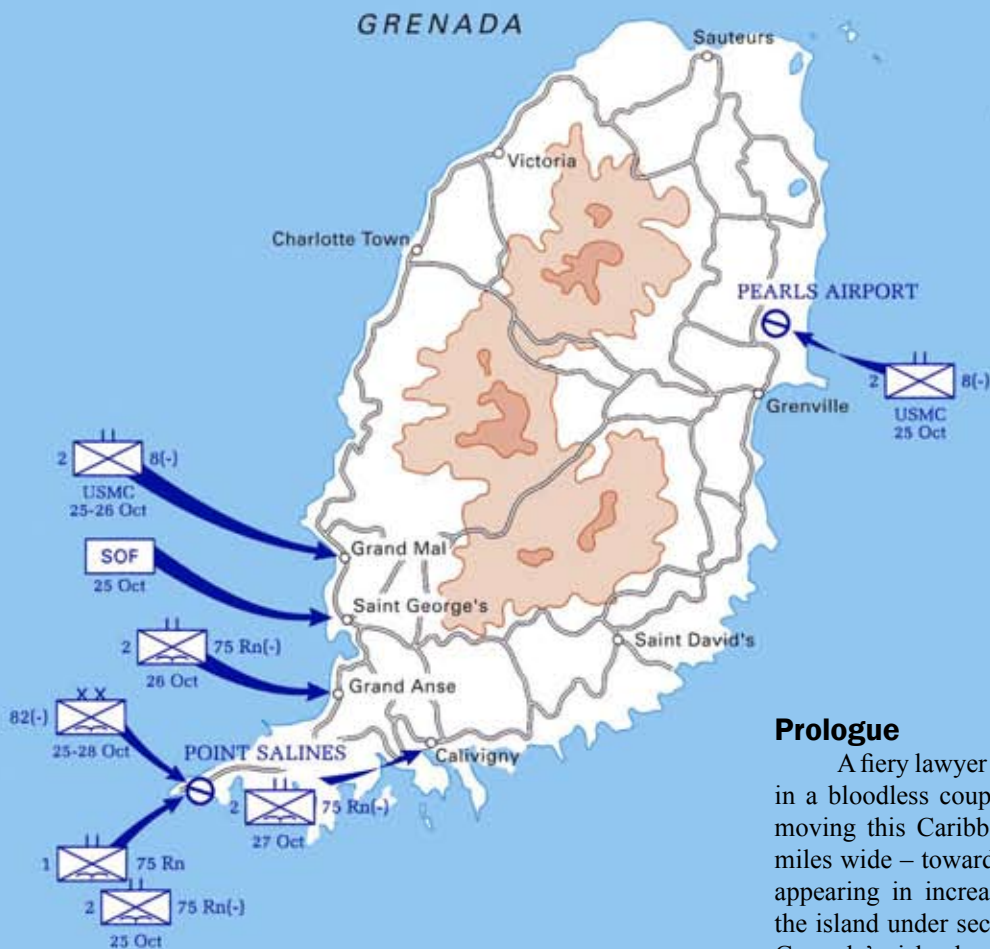 GRENADA
Sauteurs
Victoria
Charlotte Town
PEARLS AIRPORT
2 8(-)
USMC
25 Oct
Grenville
2 8(-)
USMC
25-26 Oct
Grand Mal
SOF
25 Oct
Saint George's
2 75 Rn(-)
26 Oct
Saint David's
Grand Anse
82(-)
X X
25-28 Oct
POINT SALINES
Calivigny
2 75 Rn(-)
27 Oct
1 75 Rn
2 75 Rn(-)
25 Oct
Prologue
A fiery lawyer
in a bloodless coup
moving this Caribb
miles wide – toward
appearing in increa
the island under sec